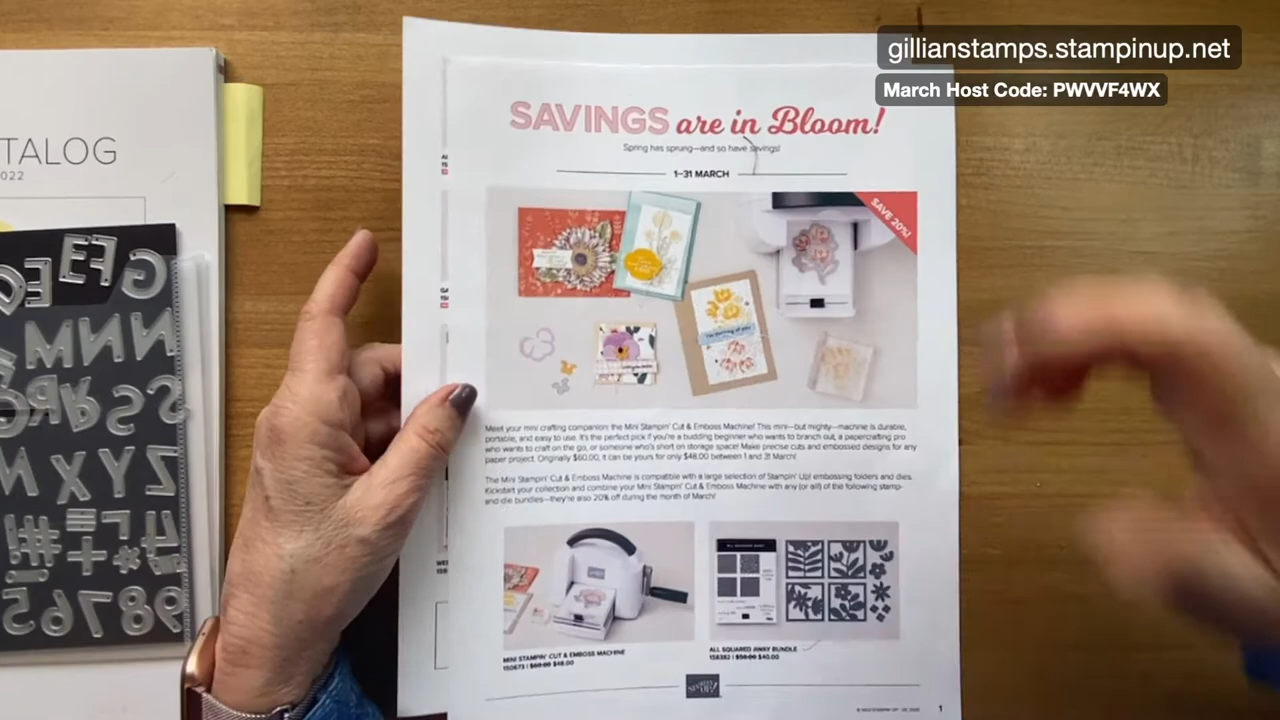 gillianstamps.stampinup.net
March Host Code: PWVVF4WX
TALOG
2022
SAVINGS are in Bloom!
Spring has sprung—and so have savings!
1–31 MARCH
SAVE 20%!
Meet your mini crafting companion: the Mini Stampin' Cut & Emboss Machine! This mini—but mighty—machine is durable,
portable, and easy to use. It's the perfect pick if you're a budding beginner who wants to branch out, a papercrafting pro
who wants to craft on the go, or someone who's short on storage space! Make precise cuts and embossed designs for any
paper project. Originally $60.00, it can be yours for only $48.00 between 1 and 31 March!
The Mini Stampin' Cut & Emboss Machine is compatible with a large selection of Stampin' Up! embossing folders and dies.
Kickstart your collection and combine your Mini Stampin' Cut & Emboss Machine with any (or all) of the following stamp-
and die bundles—they're also 20% off during the month of March!
MINI STAMPIN' CUT & EMBOSS MACHINE
150673 | $60.00 $48.00
ALL SQUARED AWAY BUNDLE
158382 | $50.00 $40.00
STAMPIN' UP!
1